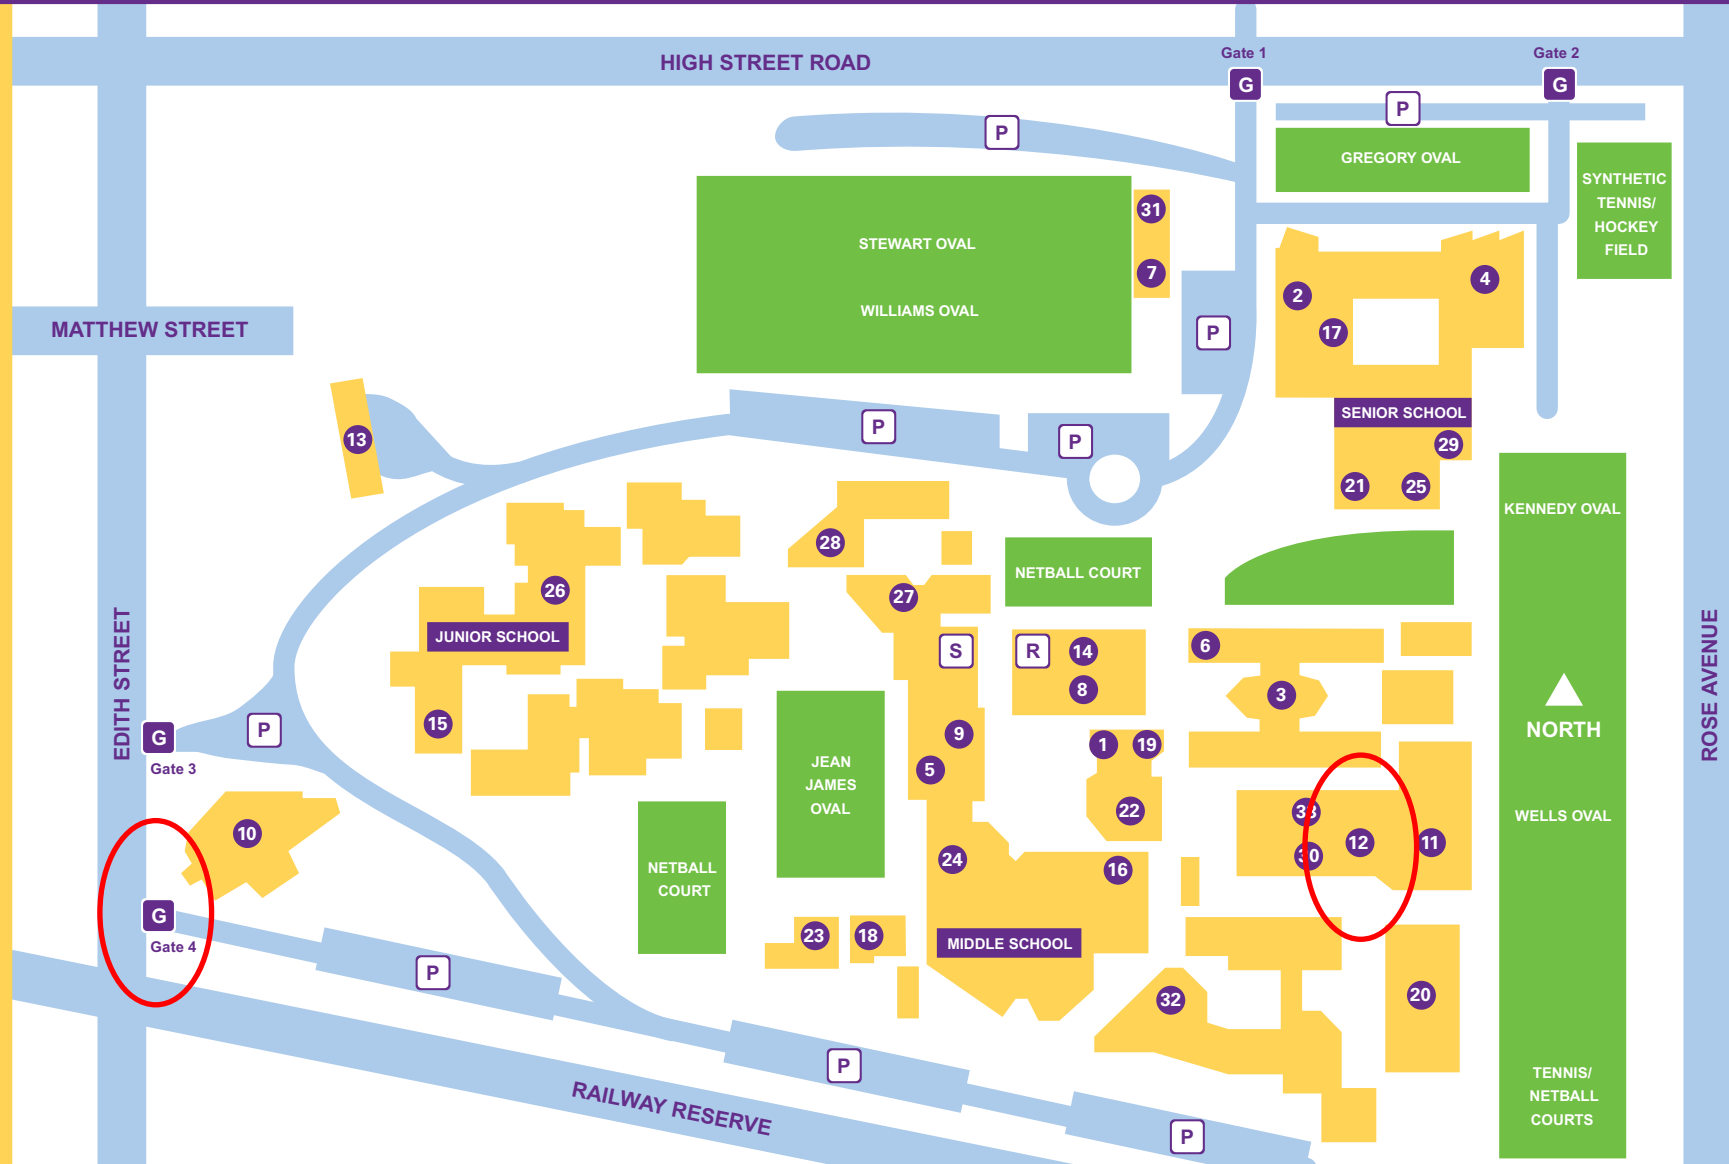 HIGH STREET ROAD
Gate 1
Gate 2
G
G
P
P
GREGORY OVAL
SYNTHETIC
TENNIS/
HOCKEY
FIELD
31
STEWART OVAL
7
4
2
WILLIAMS OVAL
17
P
MATTHEW STREET
SENIOR SCHOOL
P
P
13
29
21
25
KENNEDY OVAL
28
NETBALL COURT
26
27
JUNIOR SCHOOL
S
R
14
6
8
3
EDITH STREET
ROSE AVENUE
15
P
G
Gate 3
NORTH
9
1
19
5
JEAN
JAMES
OVAL
22
33
WELLS OVAL
10
12
11
30
24
16
NETBALL
COURT
G
Gate 4
23
18
MIDDLE SCHOOL
P
32
20
P
TENNIS/
NETBALL
COURTS
RAILWAY RESERVE
P